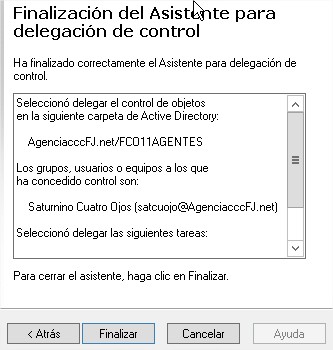 Finalización del Asistente para
delegación de control
Ha finalizado correctamente el Asistente para delegación de
control.
Seleccionó delegar el control de objetos
en la siguiente carpeta de Active Directory:
AgenciacccFJ.net/FCO11AGENTES
Los grupos, usuarios o equipos a los que
ha concedido control son:
Saturnino Cuatro Ojos (satcuojo@AgenciacccFJ.net)
Seleccionó delegar las siguientes tareas:
Para cerrar el asistente, haga clic en Finalizar.
< Atrás Finalizar Cancelar Ayuda